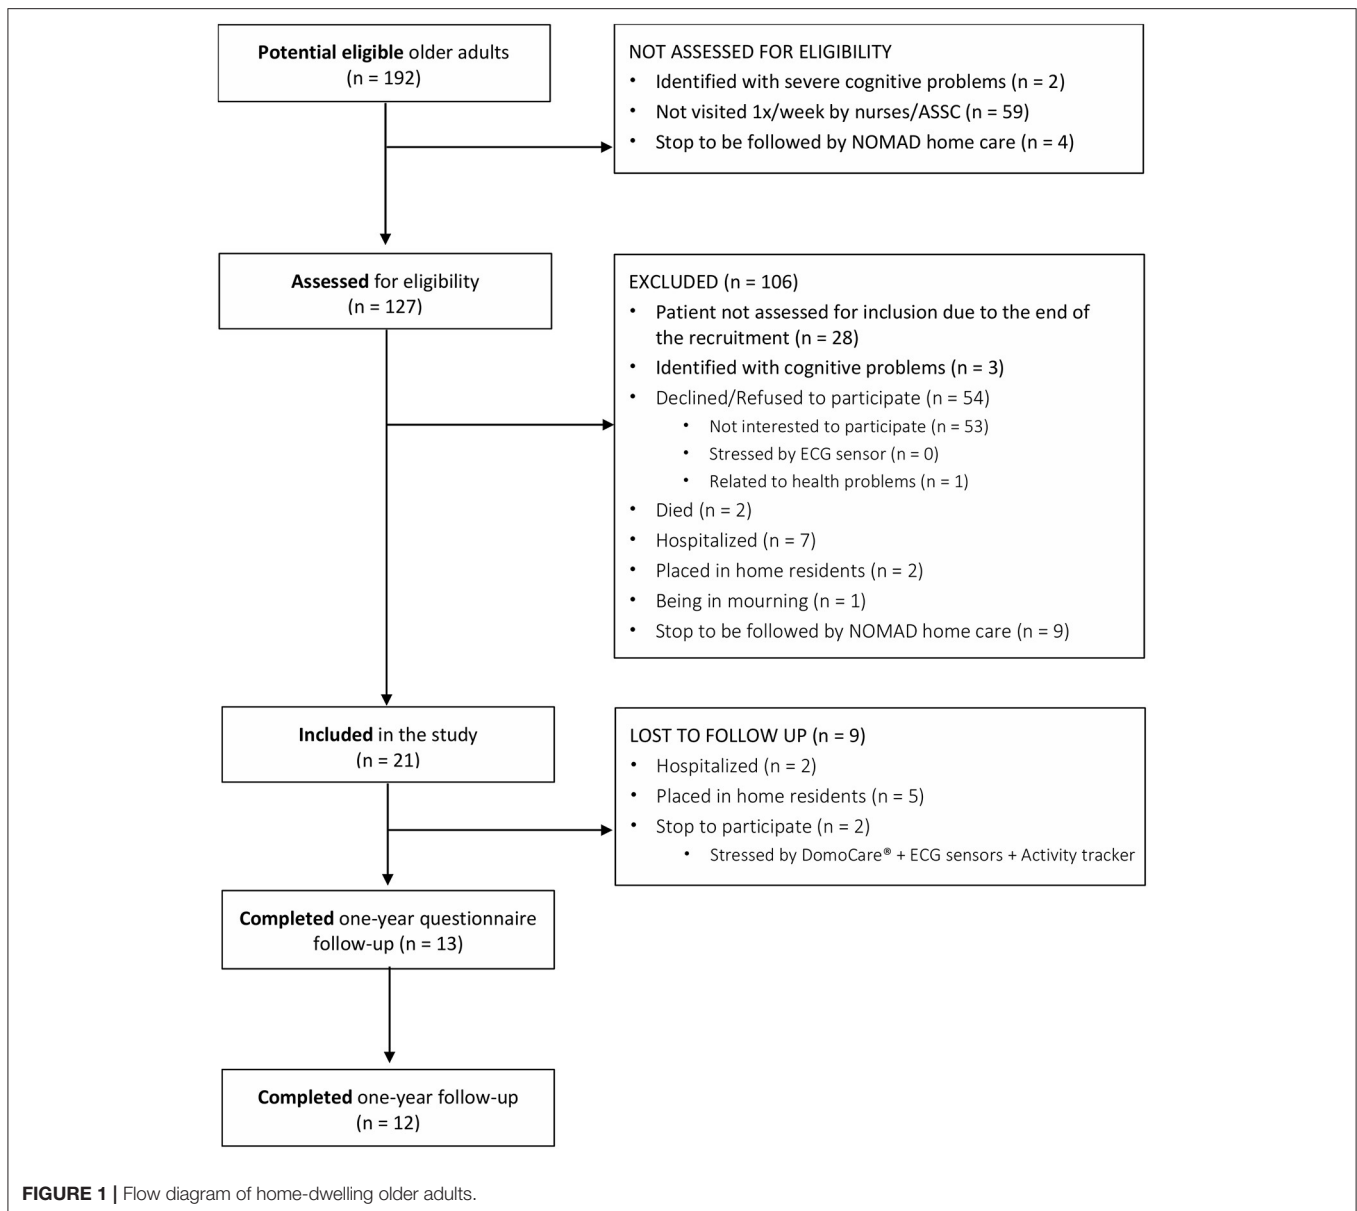 Potential eligible older adults
(n = 192)
NOT ASSESSED FOR ELIGIBILITY
• Identified with severe cognitive problems (n = 2)
• Not visited 1x/week by nurses/ASSC (n = 59)
• Stop to be followed by NOMAD home care (n = 4)
Assessed for eligibility
(n = 127)
EXCLUDED (n = 106)
• Patient not assessed for inclusion due to the end of
the recruitment (n = 28)
• Identified with cognitive problems (n = 3)
• Declined/Refused to participate (n = 54)
• Not interested to participate (n = 53)
• Stressed by ECG sensor (n = 0)
• Related to health problems (n = 1)
• Died (n = 2)
• Hospitalized (n = 7)
• Placed in home residents (n = 2)
• Being in mourning (n = 1)
• Stop to be followed by NOMAD home care (n = 9)
Included in the study
(n = 21)
LOST TO FOLLOW UP (n = 9)
• Hospitalized (n = 2)
• Placed in home residents (n = 5)
• Stop to participate (n = 2)
• Stressed by DomoCare® + ECG sensors + Activity tracker
Completed one-year questionnaire
follow-up (n = 13)
Completed one-year follow-up
(n = 12)
FIGURE 1 | Flow diagram of home-dwelling older adults.